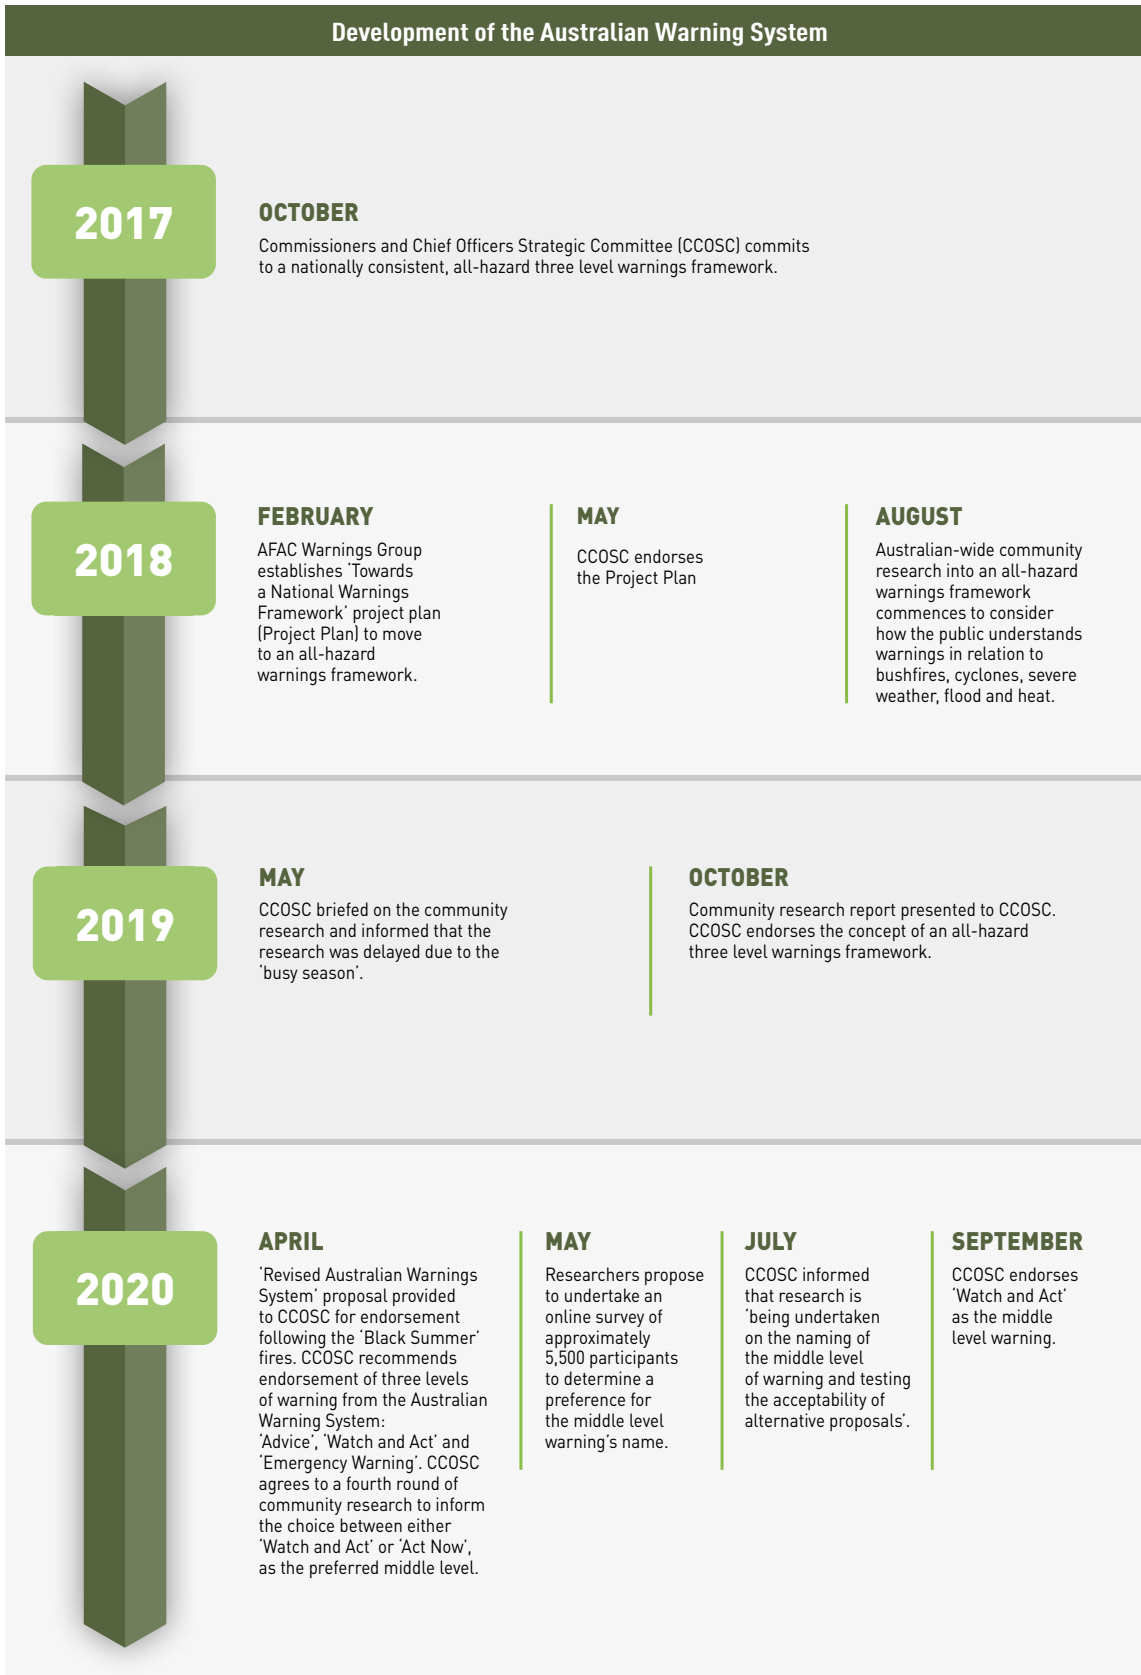 Development of the Australian Warning System
2017
OCTOBER
Commissioners and Chief Officers Strategic Committee (CCOSC) commits
to a nationally consistent, all-hazard three level warnings framework.
2018
FEBRUARY
AFAC Warnings Group
establishes ‘Towards
a National Warnings
Framework’ project plan
(Project Plan) to move
to an all-hazard
warnings framework.
MAY
CCOSC endorses
the Project Plan
AUGUST
Australian-wide community
research into an all-hazard
warnings framework
commences to consider
how the public understands
warnings in relation to
bushfires, cyclones, severe
weather, flood and heat.
2019
MAY
CCOSC briefed on the community
research and informed that the
research was delayed due to the
‘busy season’.
OCTOBER
Community research report presented to CCOSC.
CCOSC endorses the concept of an all-hazard
three level warnings framework.
2020
APRIL
‘Revised Australian Warnings
System’ proposal provided
to CCOSC for endorsement
following the ‘Black Summer’
fires. CCOSC recommends
endorsement of three levels
of warning from the Australian
Warning System:
‘Advice’, ‘Watch and Act’ and
‘Emergency Warning’. CCOSC
agrees to a fourth round of
community research to inform
the choice between either
‘Watch and Act’ or ‘Act Now’,
as the preferred middle level.
MAY
Researchers propose
to undertake an
online survey of
approximately
5,500 participants
to determine a
preference for
the middle level
warning’s name.
JULY
CCOSC informed
that research is
‘being undertaken
on the naming of
the middle level
of warning and testing
the acceptability of
alternative proposals’.
SEPTEMBER
CCOSC endorses
‘Watch and Act’
as the middle
level warning.